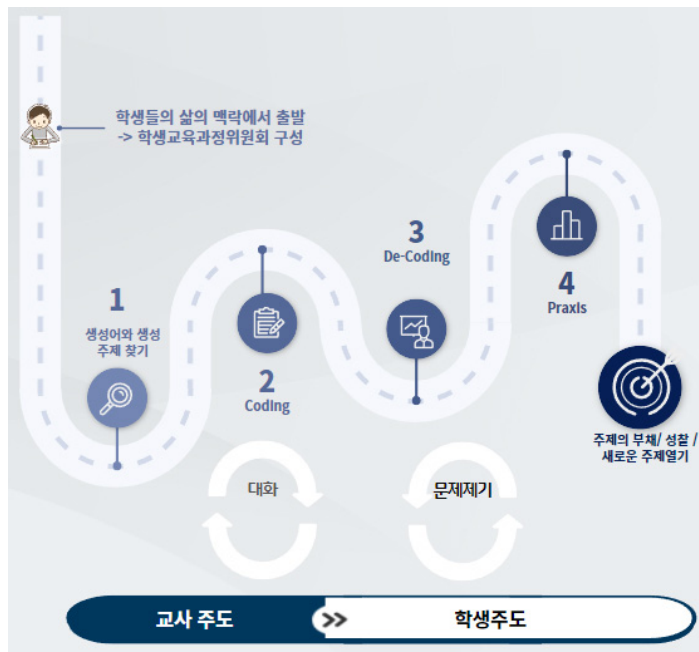 학생들의 삶의 맥락에서 출발
-> 학생교육과정위원회 구성
1
생성어와 생성
주제 찾기
2
Coding
3
De-Coding
4
Praxis
주제의 부채/ 성찰 /
새로운 주제열기
대화
문제제기
교사 주도
학생주도